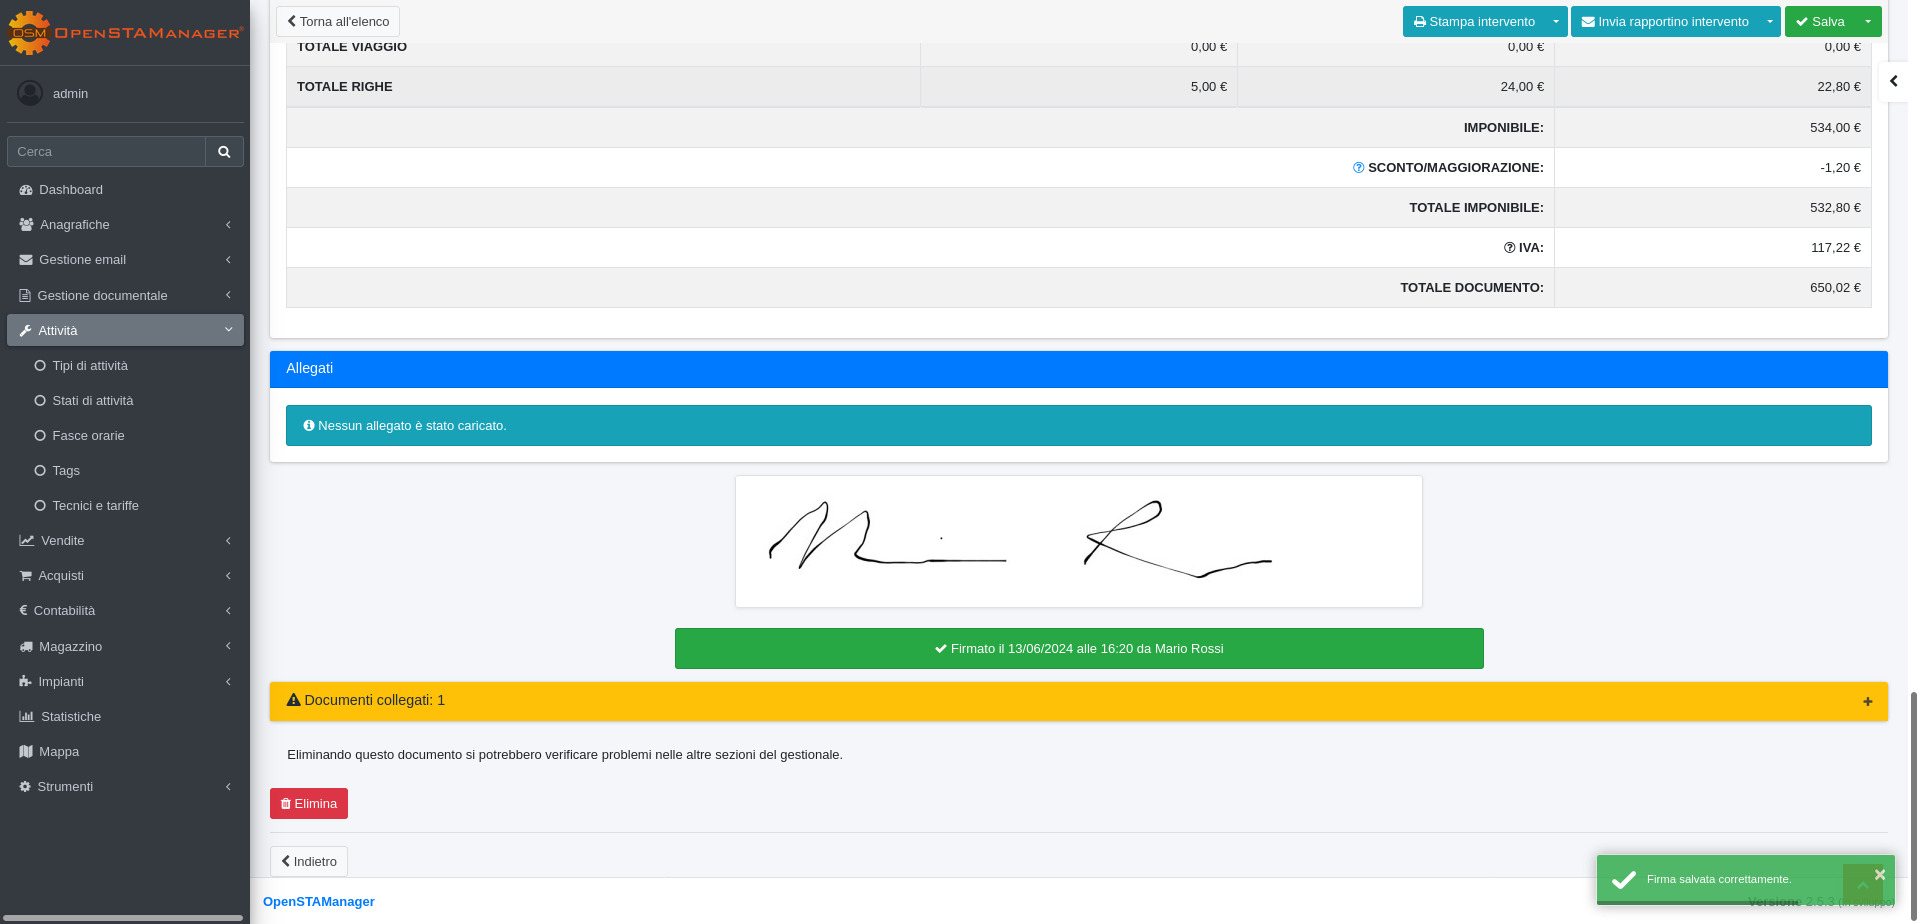 OSM OPENSTAMANAGER®
admin
Cerca
Dashboard
Anagrafiche
Gestione email
Gestione documentale
Attività
Tipi di attività
Stati di attività
Fasce orarie
Tags
Tecnici e tariffe
Vendite
Acquisti
Contabilità
Magazzino
Impianti
Statistiche
Mappa
Strumenti
Torna all'elenco
Stampa intervento
Invia rapportino intervento
Salva
TOTALE VIAGGIO 0,00 € 0,00 € 0,00 €
TOTALE RIGHE 5,00 € 24,00 € 22,80 €
IMPONIBILE: 534,00 €
SCONTO/MAGGIORAZIONE: -1,20 €
TOTALE IMPONIBILE: 532,80 €
IVA: 117,22 €
TOTALE DOCUMENTO: 650,02 €
Allegati
Nessun allegato è stato caricato.
Firmato il 13/06/2024 alle 16:20 da Mario Rossi
Documenti collegati: 1
Eliminando questo documento si potrebbero verificare problemi nelle altre sezioni del gestionale.
Elimina
Indietro
Firma salvata correttamente.
OpenSTAManager
Versione 2.5.3